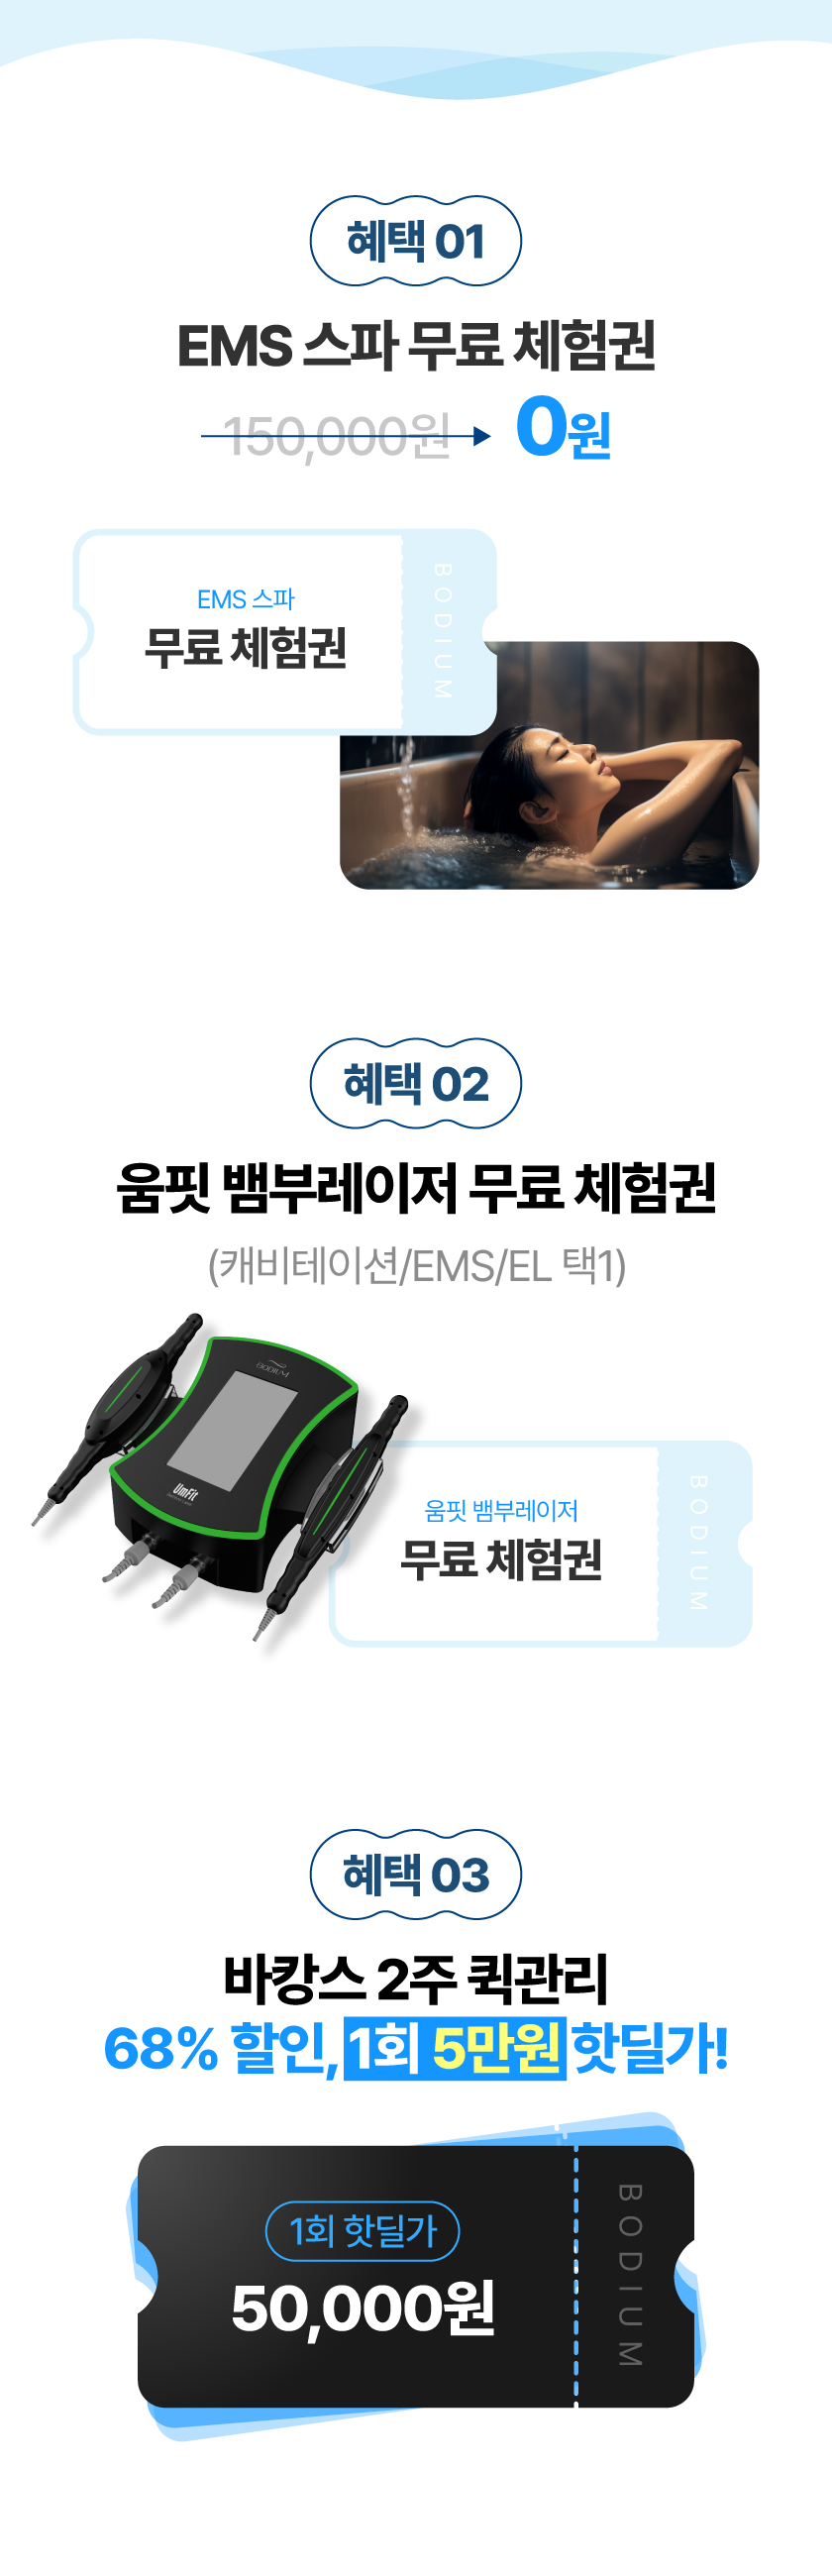 혜택 01
EMS 스파 무료 체험권
150,000원 0원
EMS 스파
무료 체험권
BODIUM
혜택 02
움핏 뱀부레이저 무료 체험권
(캐비테이션/EMS/EL 택1)
BODIUM
UmFit
움핏 뱀부레이저
무료 체험권
BODIUM
혜택 03
바캉스 2주 퀵관리
68% 할인, 1회 5만원 핫딜가!
1회 핫딜가
50,000원
BODIUM